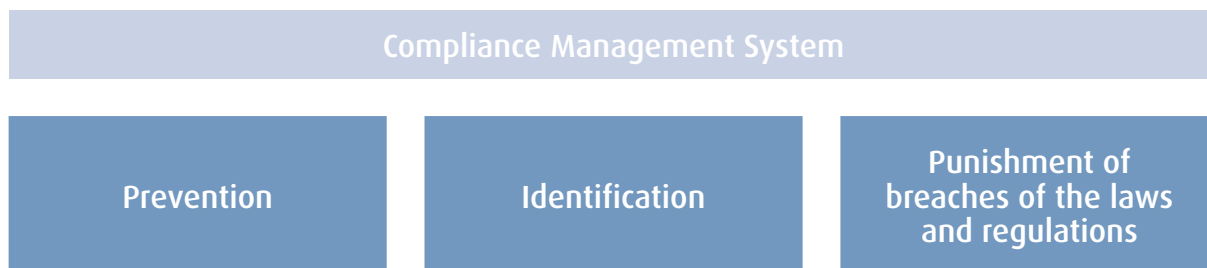 Compliance Management System
Prevention
Identification
Punishment of
breaches of the laws
and regulations